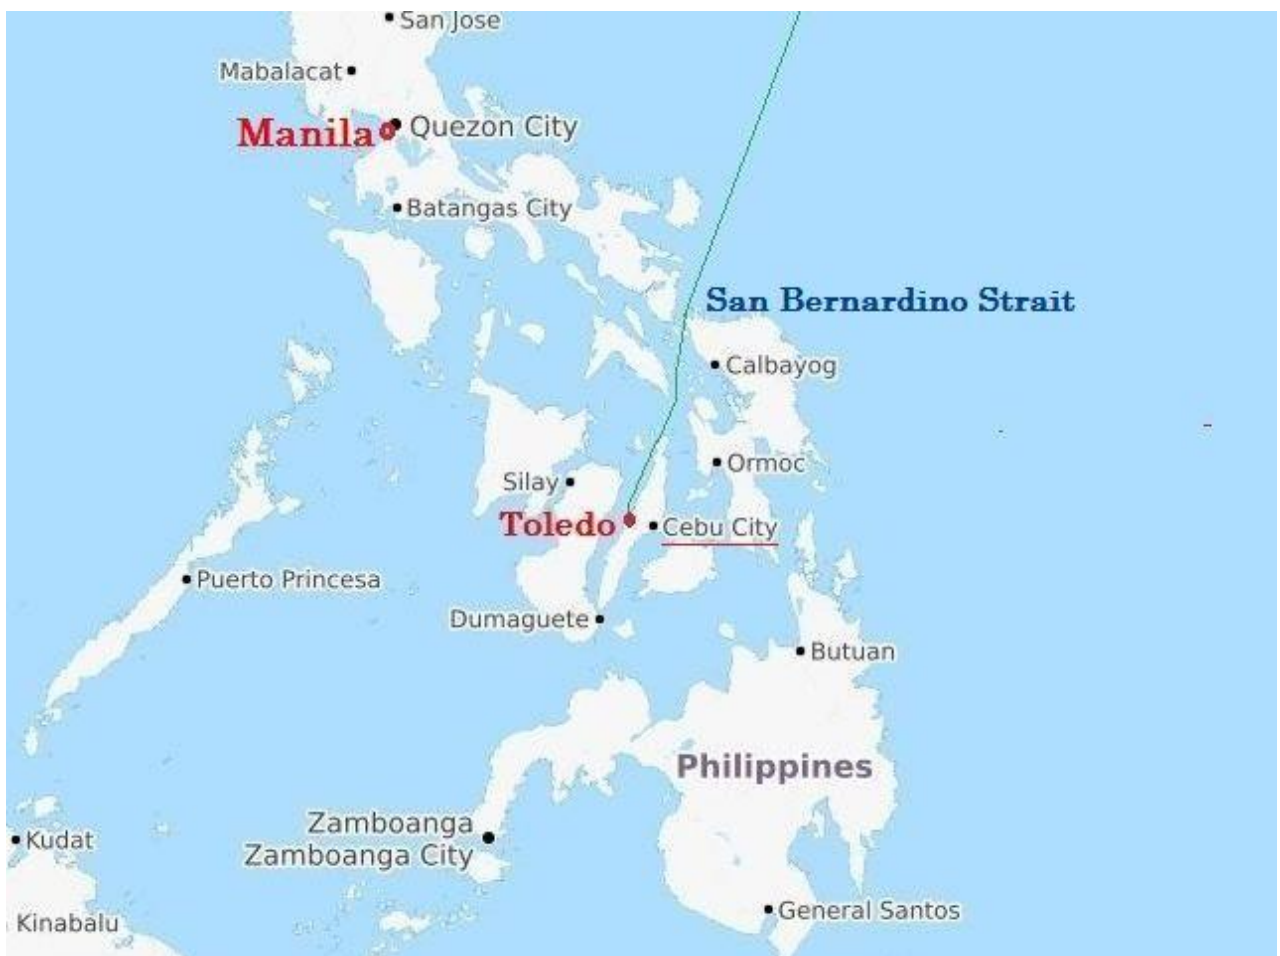 San Jose
Mabalacat
Manila
Quezon City
Batangas City
San Bernardino Strait
Calbayog
Ormoc
Silay
Toledo
Cebu City
Puerto Princesa
Dumaguete
Butuan
Philippines
Zamboanga
Zamboanga City
Kudat
General Santos
Kinabalu